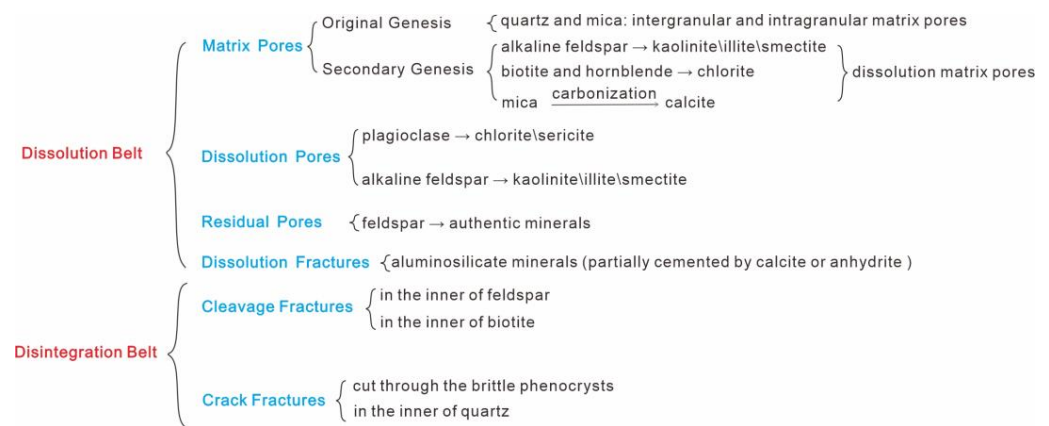 Original Genesis {quartz and mica: intergranular and intragranular matrix pores
Matrix Pores
alkaline feldspar → kaolinite\illite\smectite
Secondary Genesis
biotite and hornblende → chlorite
dissolution matrix pores
carbonization
mica → calcite
plagioclase → chlorite\sericite
Dissolution Belt
Dissolution Pores
alkaline feldspar → kaolinite\illite\smectite
Residual Pores {feldspar → authentic minerals
Dissolution Fractures {aluminosilicate minerals (partially cemented by calcite or anhydrite )
in the inner of feldspar
Cleavage Fractures
in the inner of biotite
Disintegration Belt
cut through the brittle phenocrysts
Crack Fractures
in the inner of quartz